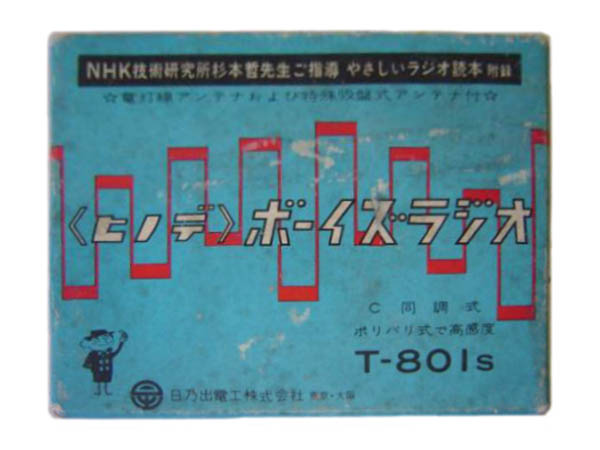 NHK技術研究所杉本哲先生ご指導 やさしいラジオ読本 附録
☆電灯線アンテナおよび特殊吸盤式アンテナ付☆
〈ヒノデ〉ボーイズ・ラジオ
C同調式
ポリバリ式で高感度
T-801s
日乃出電工株式会社 東京・大阪